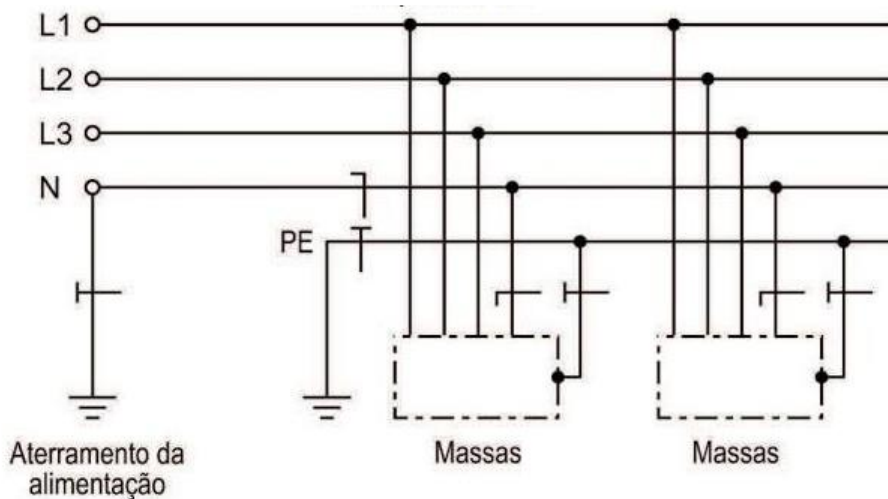 L1
L2
L3
N
PE
Aterramento da
alimentação
Massas
Massas